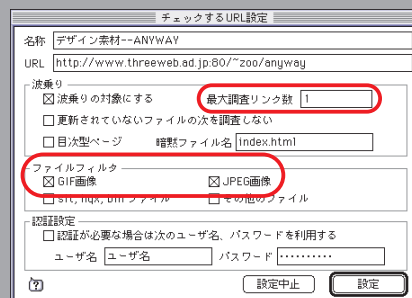 チェックするURL設定
名称 デザイン素材--ANYWAY
URL http://www.threeweb.ad.jp:80/~zoo/anyway
波乗り
波乗りの対象にする 最大調査リンク数 1
更新されていないファイルの次を調査しない
目次型ページ 暗黙ファイル名 index.html
ファイルフィルタ
GIF画像 JPEG画像
sit, hqx, bin ファイル その他のファイル
認証設定
認証が必要な場合は次のユーザ名、パスワードを利用する
ユーザ名 ユーザ名 パスワード ••••••••••
?
設定中止 設定